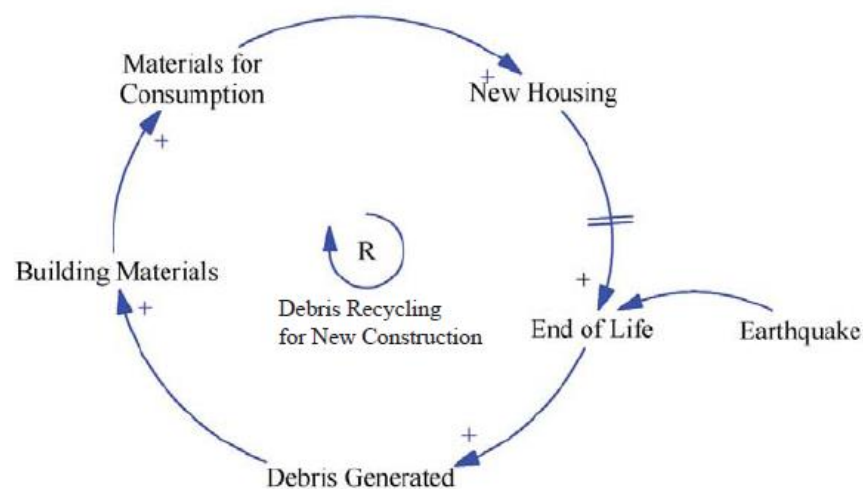 Materials for
Consumption
+
New Housing
+
R
Building Materials
+
Debris Recycling
for New Construction
+
End of Life
Earthquake
+
Debris Generated